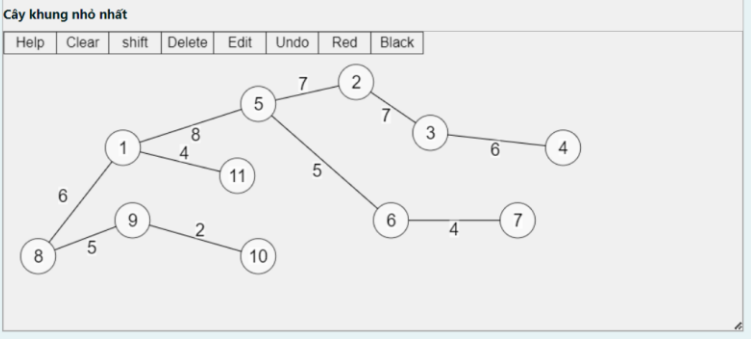 Cây khung nhỏ nhất
Help Clear shift Delete Edit Undo Red Black
7 2
5
7
8 3
1 4 6 4
11 5
6
9 6 4 7
2
8 5 10